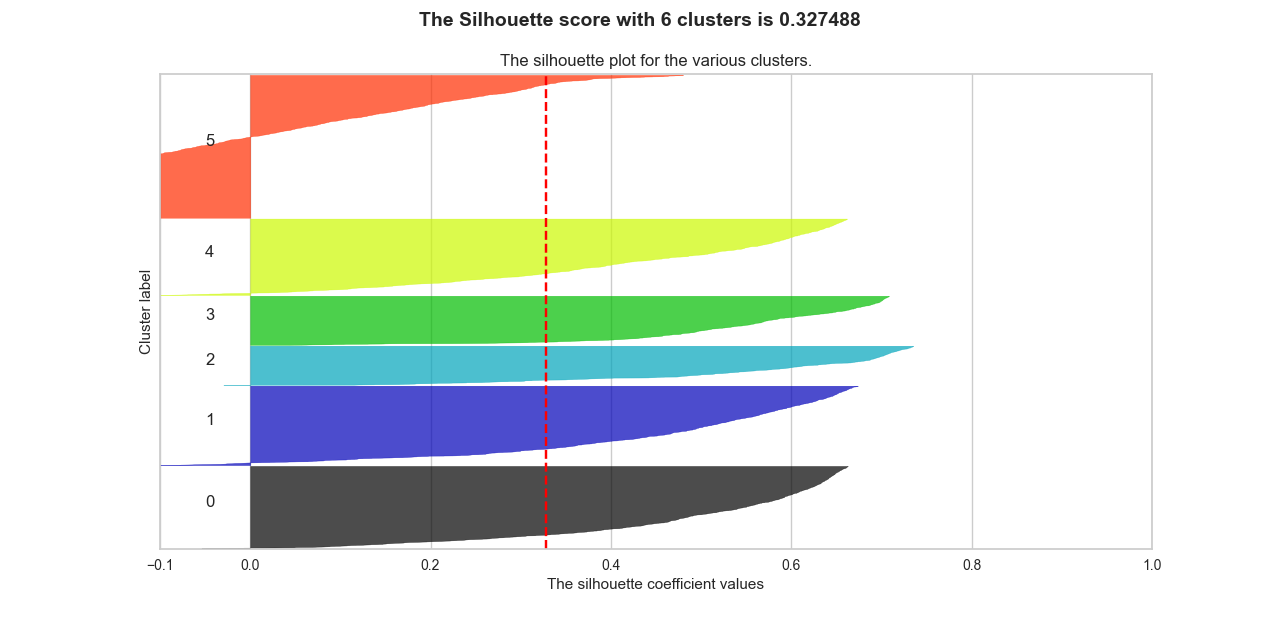 The Silhouette score with 6 clusters is 0.327488
The silhouette plot for the various clusters.
5
4
3
2
1
0
Cluster label
−0.1 0.0 0.2 0.4 0.6 0.8 1.0
The silhouette coefficient values